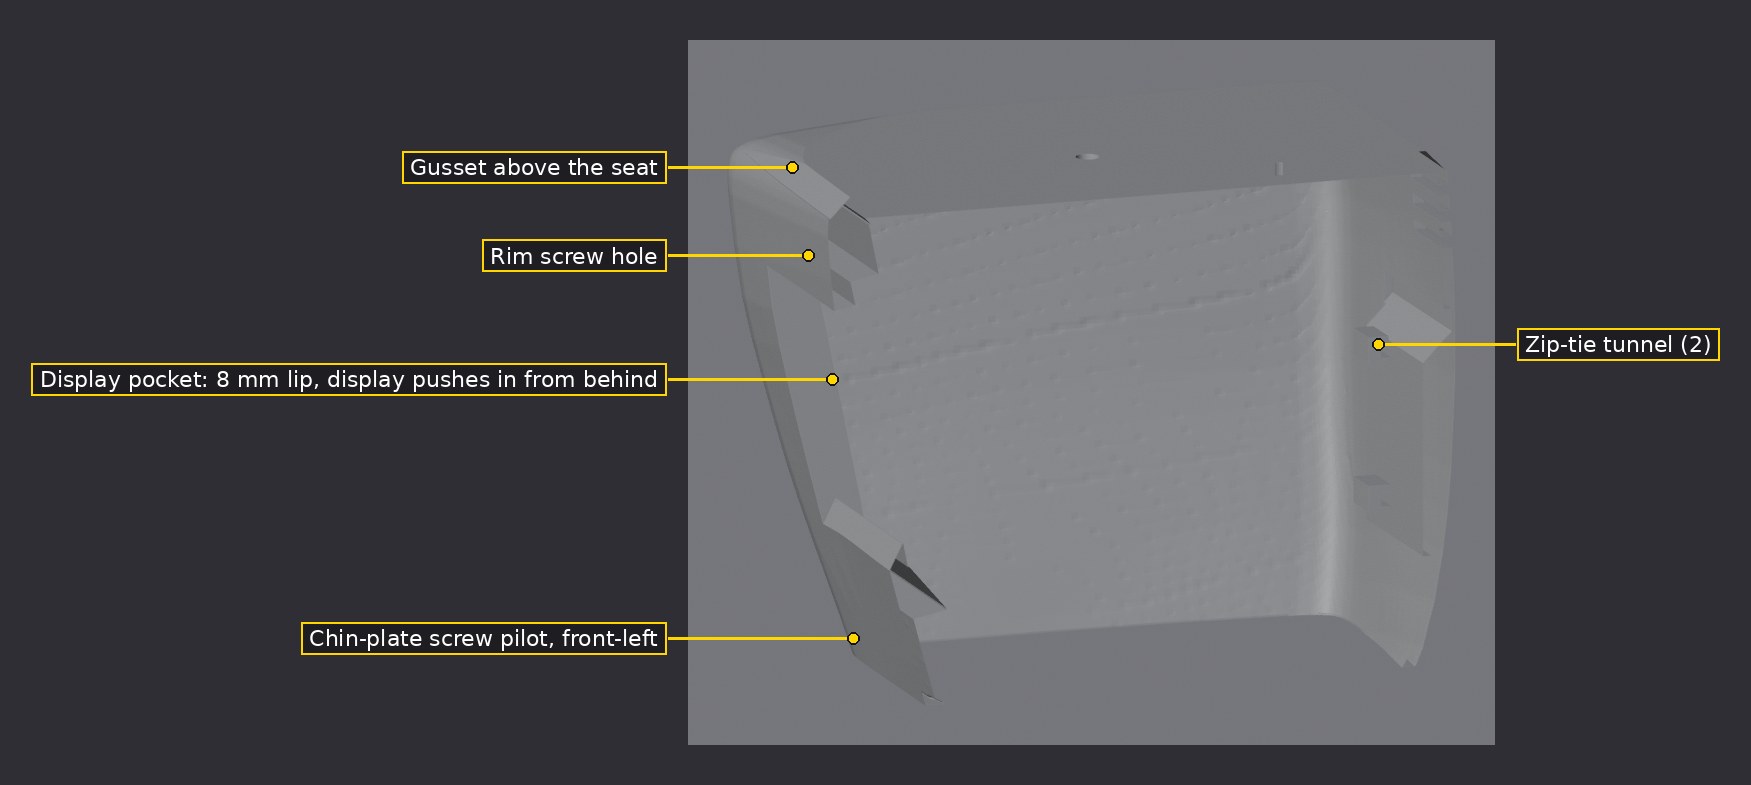 Gusset above the seat
Rim screw hole
Zip-tie tunnel (2)
Display pocket: 8 mm lip, display pushes in from behind
Chin-plate screw pilot, front-left